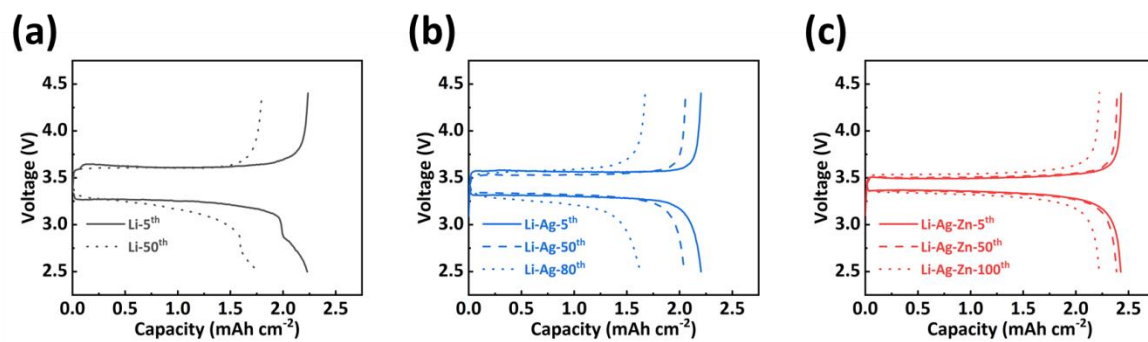 (a)
4.5
4.0
3.5
3.0
2.5
Voltage (V)
Li-5th
Li-50th
0.0 0.5 1.0 1.5 2.0 2.5
Capacity (mAh cm-2)
(b)
4.5
4.0
3.5
3.0
2.5
Voltage (V)
Li-Ag-5th
Li-Ag-50th
Li-Ag-80th
0.0 0.5 1.0 1.5 2.0 2.5
Capacity (mAh cm-2)
(c)
4.5
4.0
3.5
3.0
2.5
Voltage (V)
Li-Ag-Zn-5th
Li-Ag-Zn-50th
Li-Ag-Zn-100th
0.0 0.5 1.0 1.5 2.0 2.5
Capacity (mAh cm-2)